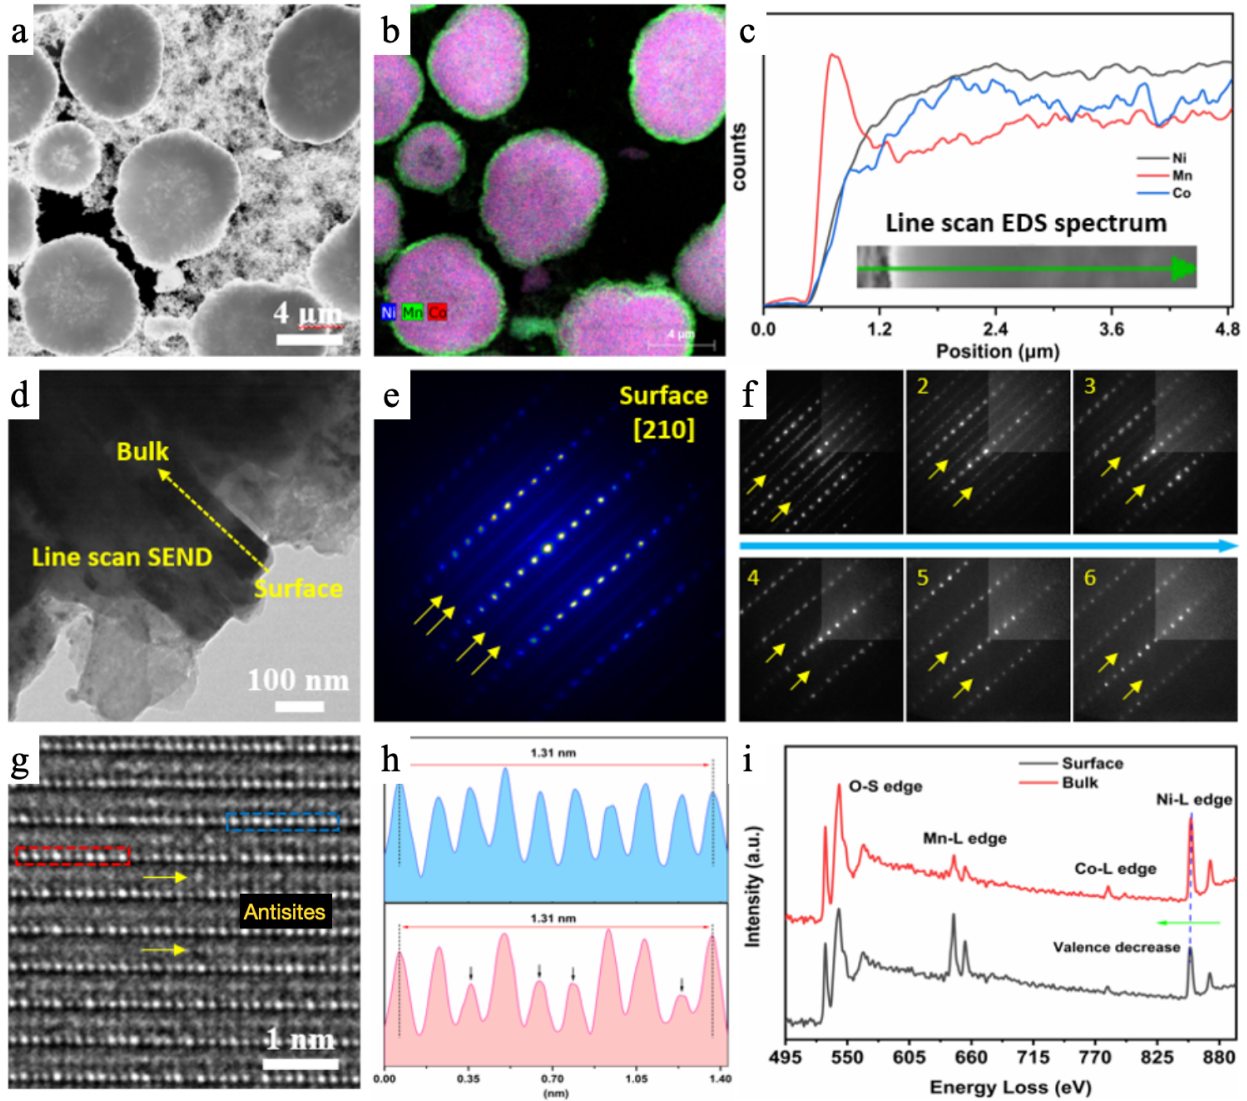 a
4 μm
b
Ni Mn Co
4 μm
c
counts
Ni
Mn
Co
Line scan EDS spectrum
0.0 1.2 2.4 3.6 4.8
Position (μm)
d
Bulk
Line scan SEND
Surface
100 nm
e
Surface
[210]
f
2
3
4
5
6
g
Antisites
1 nm
h
1.31 nm
1.31 nm
0.00 0.35 0.70 1.05 1.40
(nm)
i
Surface
Bulk
O-S edge
Ni-L edge
Mn-L edge
Co-L edge
Valence decrease
Intensity (a.u.)
495 550 605 660 715 770 825 880
Energy Loss (eV)